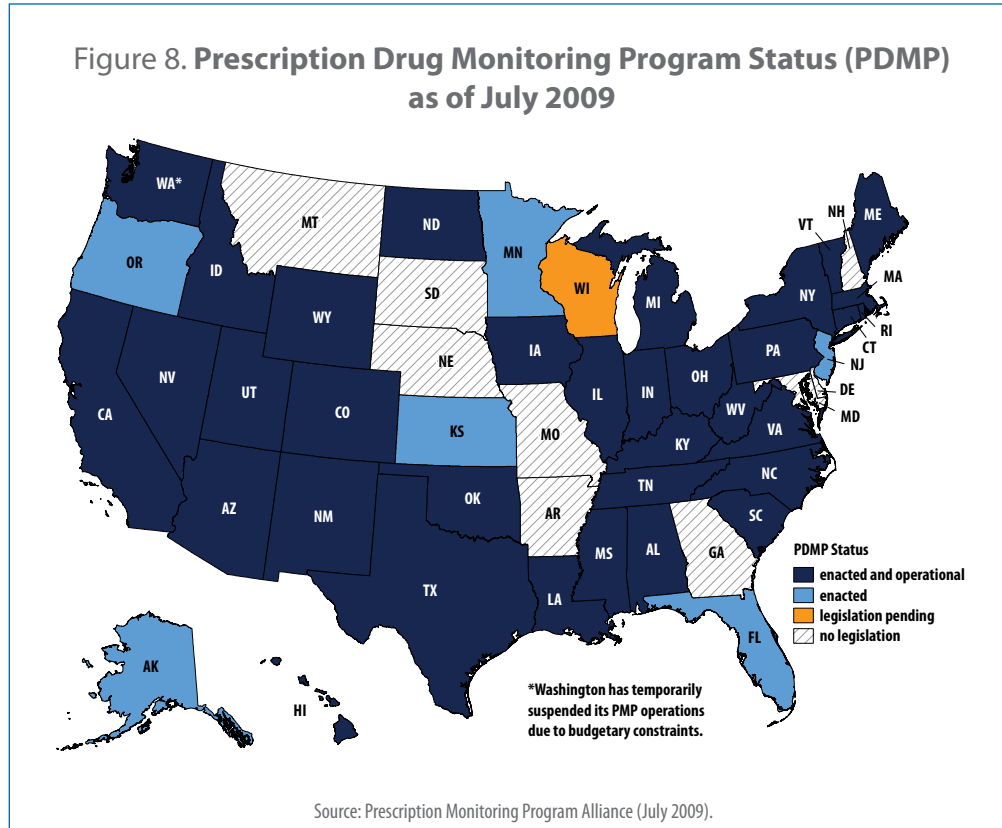 Figure 8. Prescription Drug Monitoring Program Status (PDMP)
as of July 2009
WA*
MT
ND
MN
OR
ID
WY
SD
WI
MI
NH
VT
ME
NY
MA
RI
CT
NJ
PA
DE
MD
NE
IA
NV
UT
CO
CA
KS
MO
IL
IN
OH
WV
VA
KY
NC
TN
SC
AZ
NM
OK
AR
MS
AL
GA
TX
LA
FL
AK
HI
PDMP Status
enacted and operational
enacted
legislation pending
no legislation
*Washington has temporarily
suspended its PMP operations
due to budgetary constraints.
Source: Prescription Monitoring Program Alliance (July 2009).